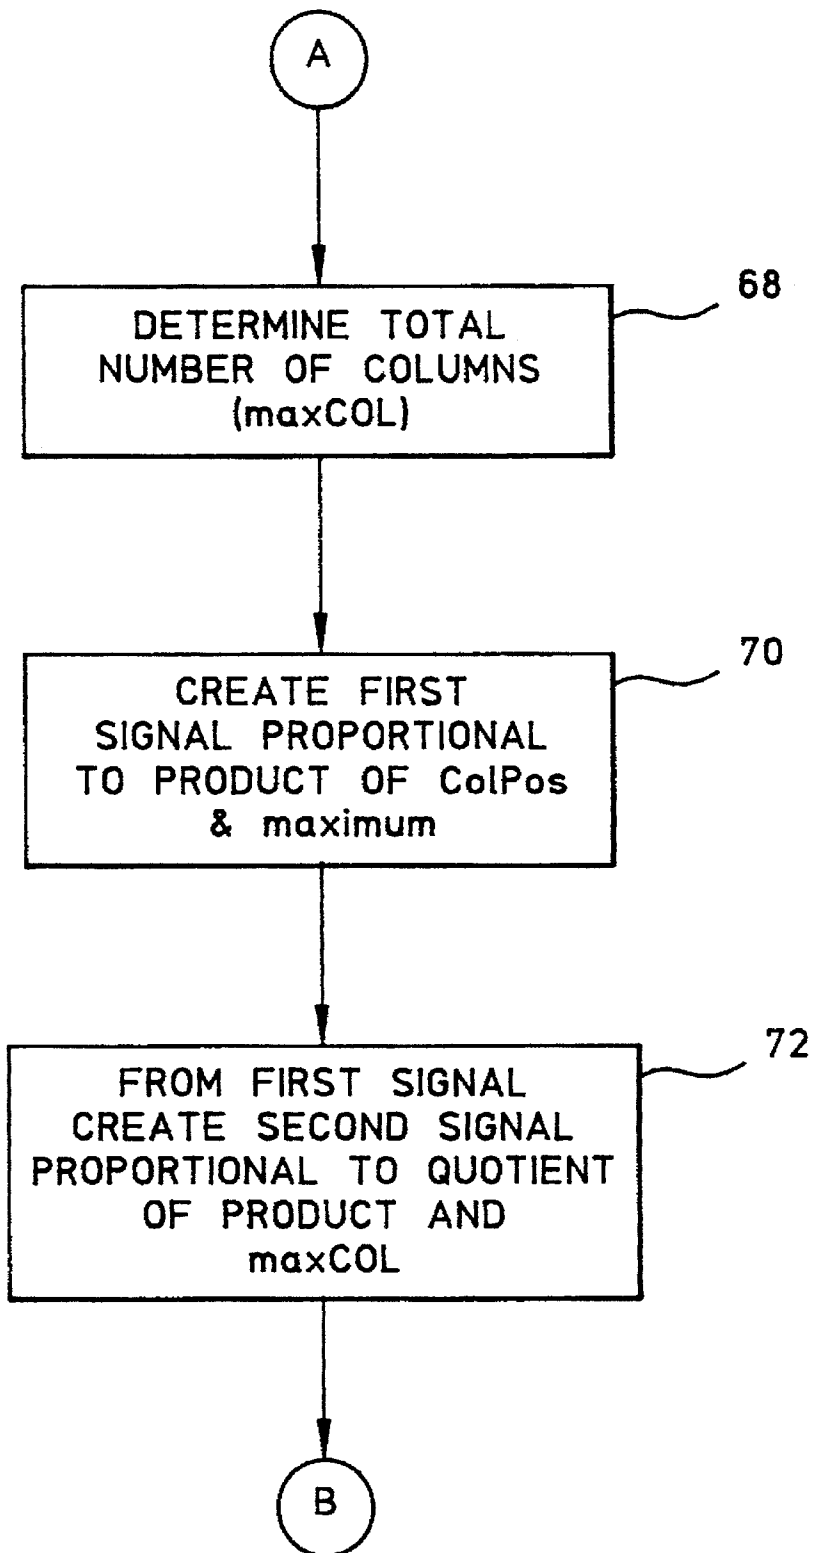 A
68
DETERMINE TOTAL
NUMBER OF COLUMNS
(maxCOL)
70
CREATE FIRST
SIGNAL PROPORTIONAL
TO PRODUCT OF ColPos
& maximum
72
FROM FIRST SIGNAL
CREATE SECOND SIGNAL
PROPORTIONAL TO QUOTIENT
OF PRODUCT AND
maxCOL
B